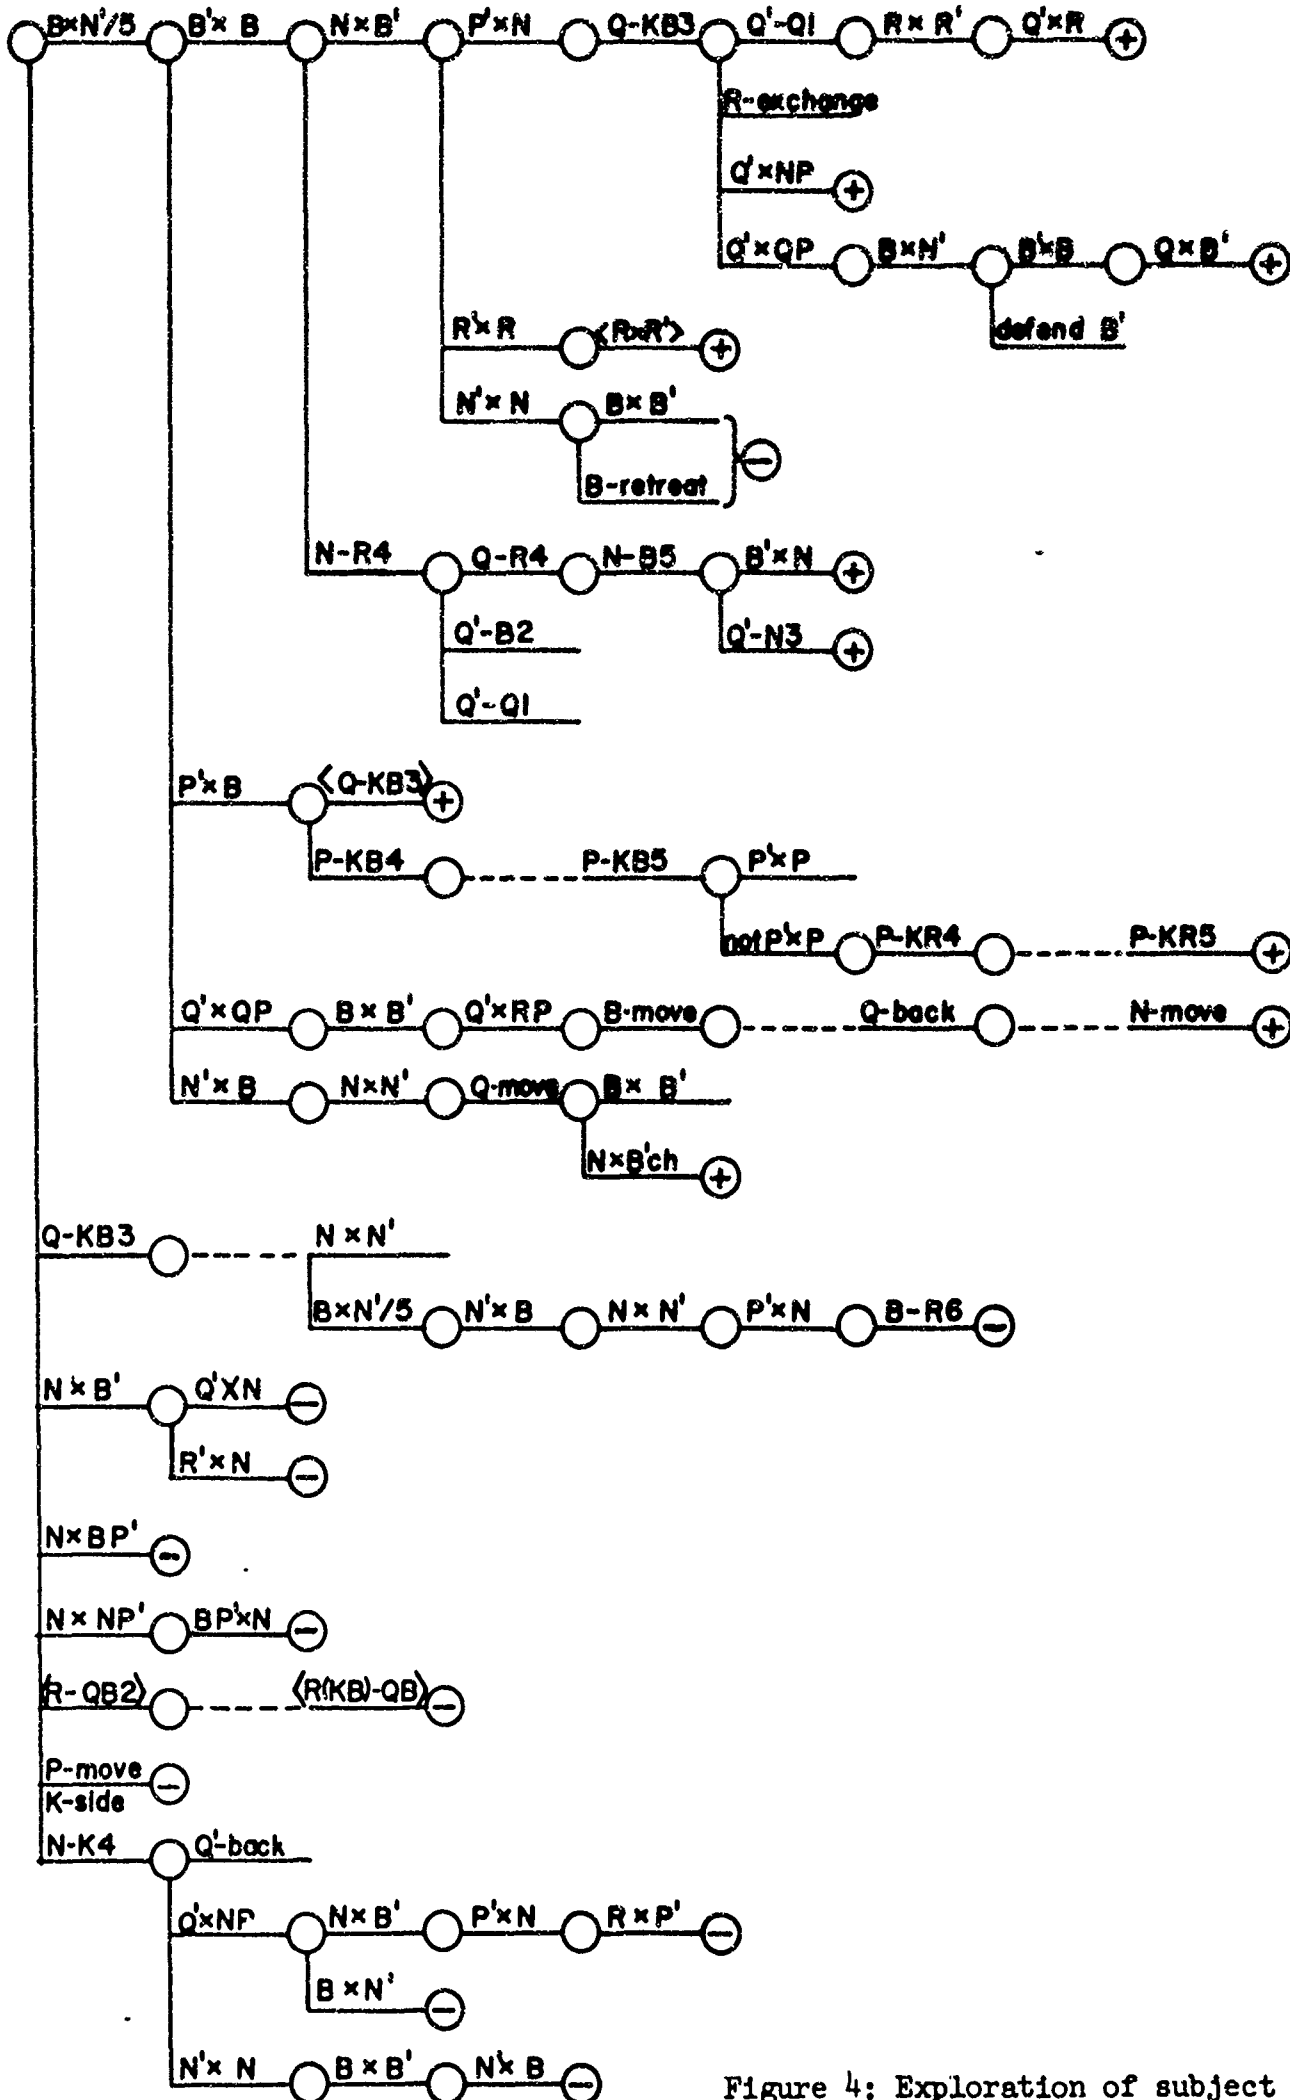 B×N'/5 B'×B N×B' P'×N Q-KB3 Q'-Q1 R×R' Q'×R +
R-exchange
Q'×NP +
Q'×QP B×N' B'×B Q×B' +
defend B'
R'×R <R×R'> +
N'×N B×B'
B-retreat −
N-R4 Q-R4 N-B5 B'×N +
Q'-B2 Q'-N3 +
Q'-Q1
P'×B <Q-KB3> +
P-KB4 P-KB5 P'×P
not P'×P P-KR4 P-KR5 +
Q'×QP B×B' Q'×RP B-move Q-back N-move +
N'×B N×N' Q-move B×B'
N×B'ch +
Q-KB3 N×N'
B×N'/5 N'×B N×N' P'×N B-R6 −
N×B' Q'×N −
R'×N −
N×BP' −
N×NP' BP'×N −
<R-QB2> <R(KB)-QB> −
P-move −
K-side
N-K4 Q'-back
Q'×NP N×B' P'×N R×P' −
B×N' −
N'×N B×B' N'×B −
Figure 4: Exploration of subject